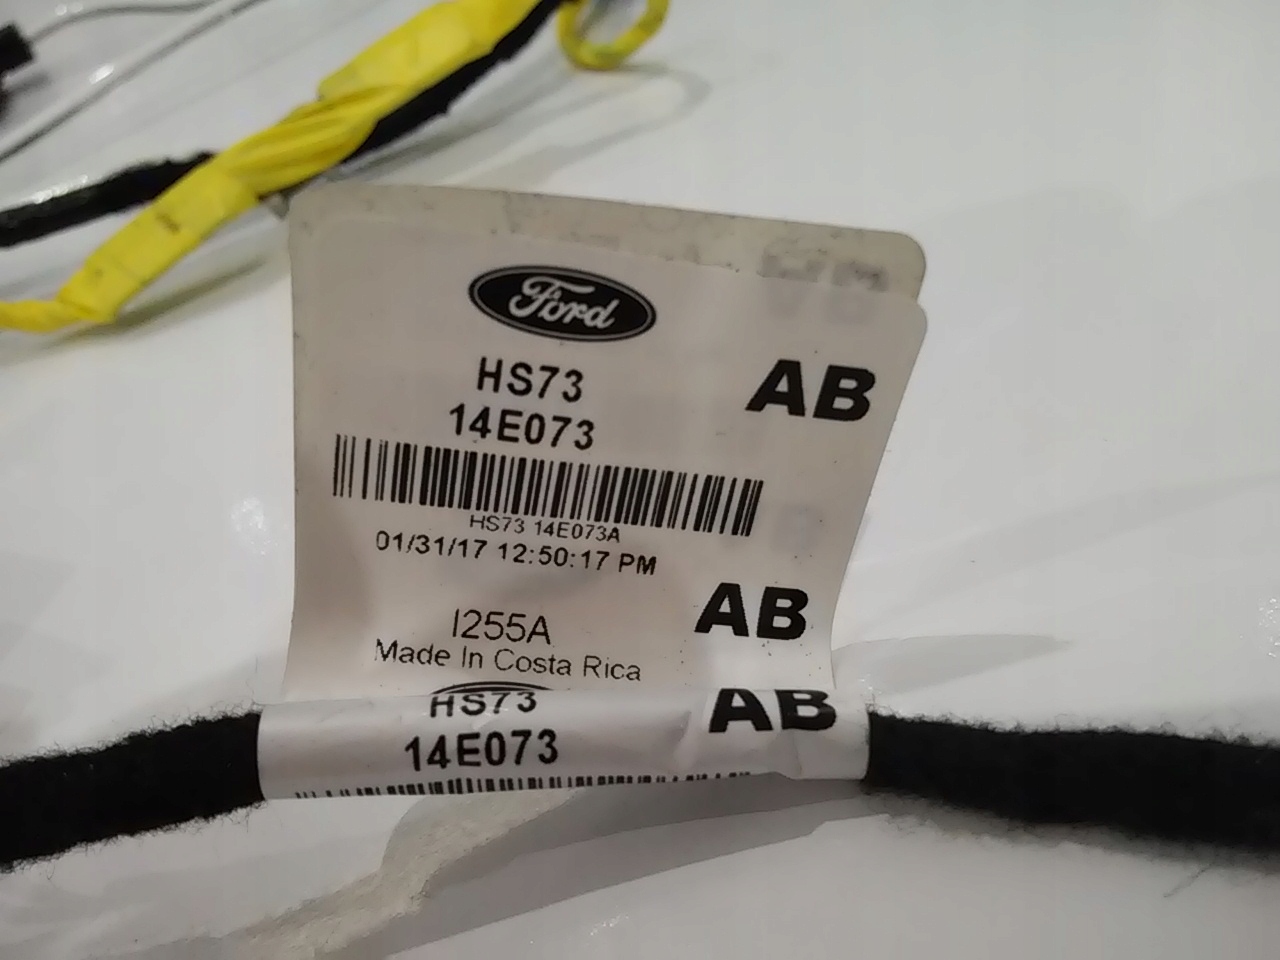 Ford
HS73
14E073
AB
HS73 14E073A
01/31/17 12:50:17 PM
AB
I255A
Made In Costa Rica
HS73
14E073
AB